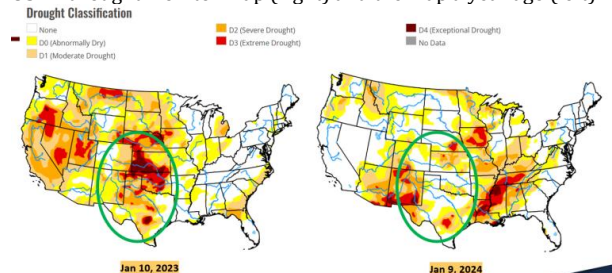 Drought Classification
None
D0 (Abnormally Dry)
D1 (Moderate Drought)
D2 (Severe Drought)
D3 (Extreme Drought)
D4 (Exceptional Drought)
No Data
Jan 10, 2023
Jan 9, 2024